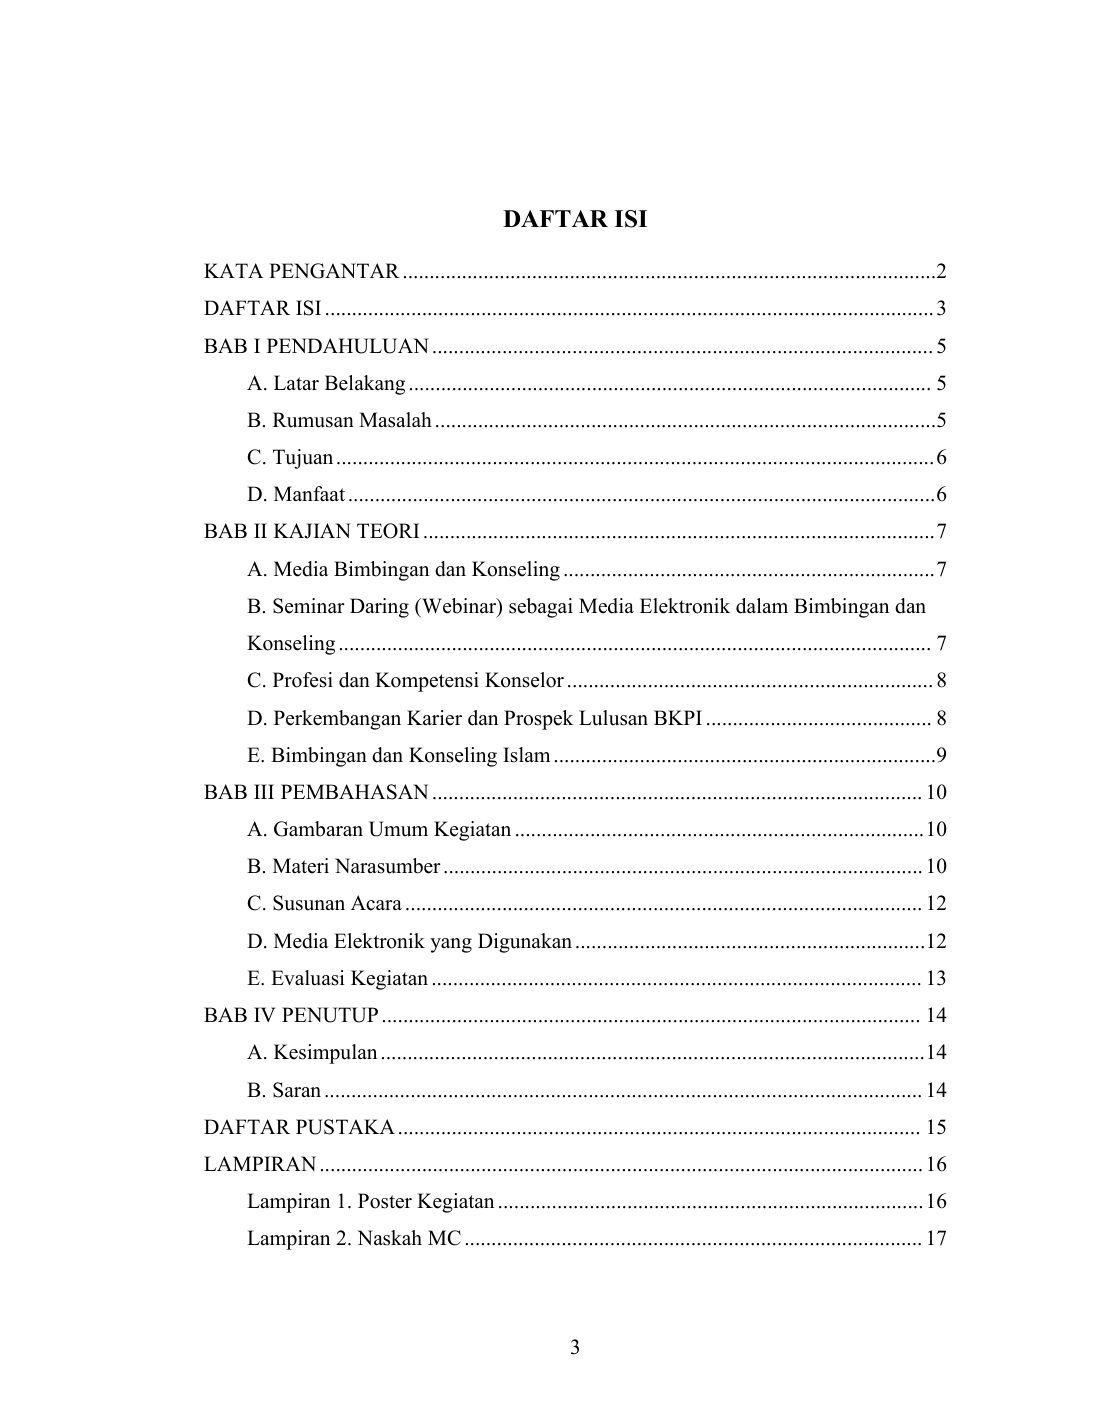 DAFTAR ISI
KATA PENGANTAR...................................................................................................2
DAFTAR ISI.................................................................................................................3
BAB I PENDAHULUAN.............................................................................................5
A. Latar Belakang................................................................................................. 5
B. Rumusan Masalah.............................................................................................5
C. Tujuan...............................................................................................................6
D. Manfaat.............................................................................................................6
BAB II KAJIAN TEORI...............................................................................................7
A. Media Bimbingan dan Konseling.....................................................................7
B. Seminar Daring (Webinar) sebagai Media Elektronik dalam Bimbingan dan
Konseling.............................................................................................................. 7
C. Profesi dan Kompetensi Konselor....................................................................8
D. Perkembangan Karier dan Prospek Lulusan BKPI.......................................... 8
E. Bimbingan dan Konseling Islam.......................................................................9
BAB III PEMBAHASAN........................................................................................... 10
A. Gambaran Umum Kegiatan............................................................................10
B. Materi Narasumber......................................................................................... 10
C. Susunan Acara................................................................................................ 12
D. Media Elektronik yang Digunakan.................................................................12
E. Evaluasi Kegiatan........................................................................................... 13
BAB IV PENUTUP.................................................................................................... 14
A. Kesimpulan.....................................................................................................14
B. Saran............................................................................................................... 14
DAFTAR PUSTAKA................................................................................................. 15
LAMPIRAN................................................................................................................16
Lampiran 1. Poster Kegiatan...............................................................................16
Lampiran 2. Naskah MC..................................................................................... 17
3